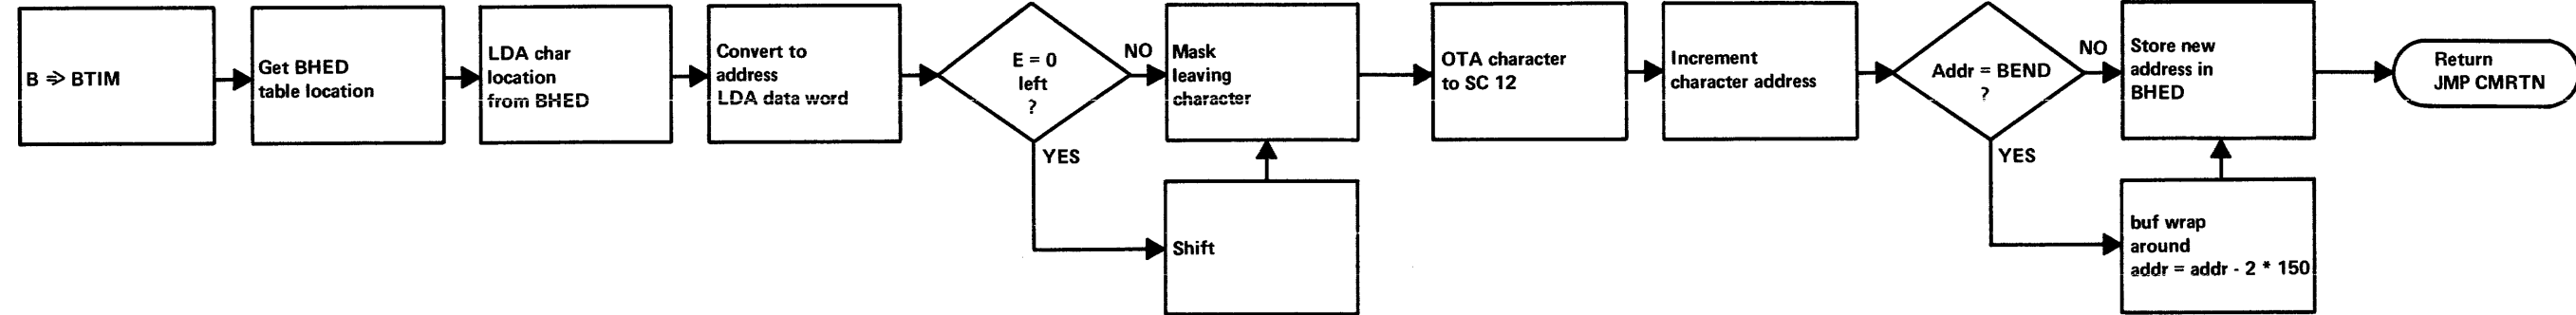 B => BTIM
Get BHED
table location
LDA char
location
from BHED
Convert to
address
LDA data word
E = 0
left
?
NO
YES
Shift
Mask
leaving
character
OTA character
to SC 12
Increment
character address
Addr = BEND
?
NO
YES
buf wrap
around
addr = addr - 2 * 150
Store new
address in
BHED
Return
JMP CMRTN